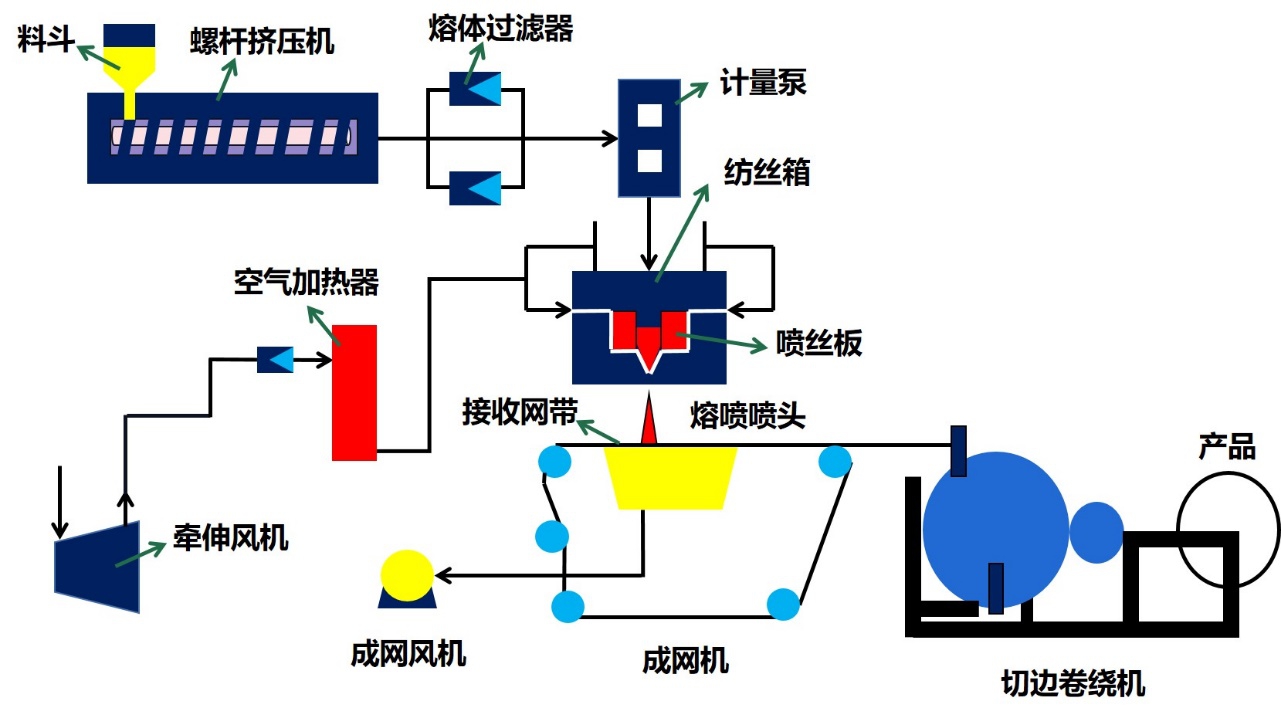 料斗
螺杆挤压机
熔体过滤器
计量泵
纺丝箱
空气加热器
喷丝板
接收网带
熔喷喷头
产品
牵伸风机
成网风机
成网机
切边卷绕机